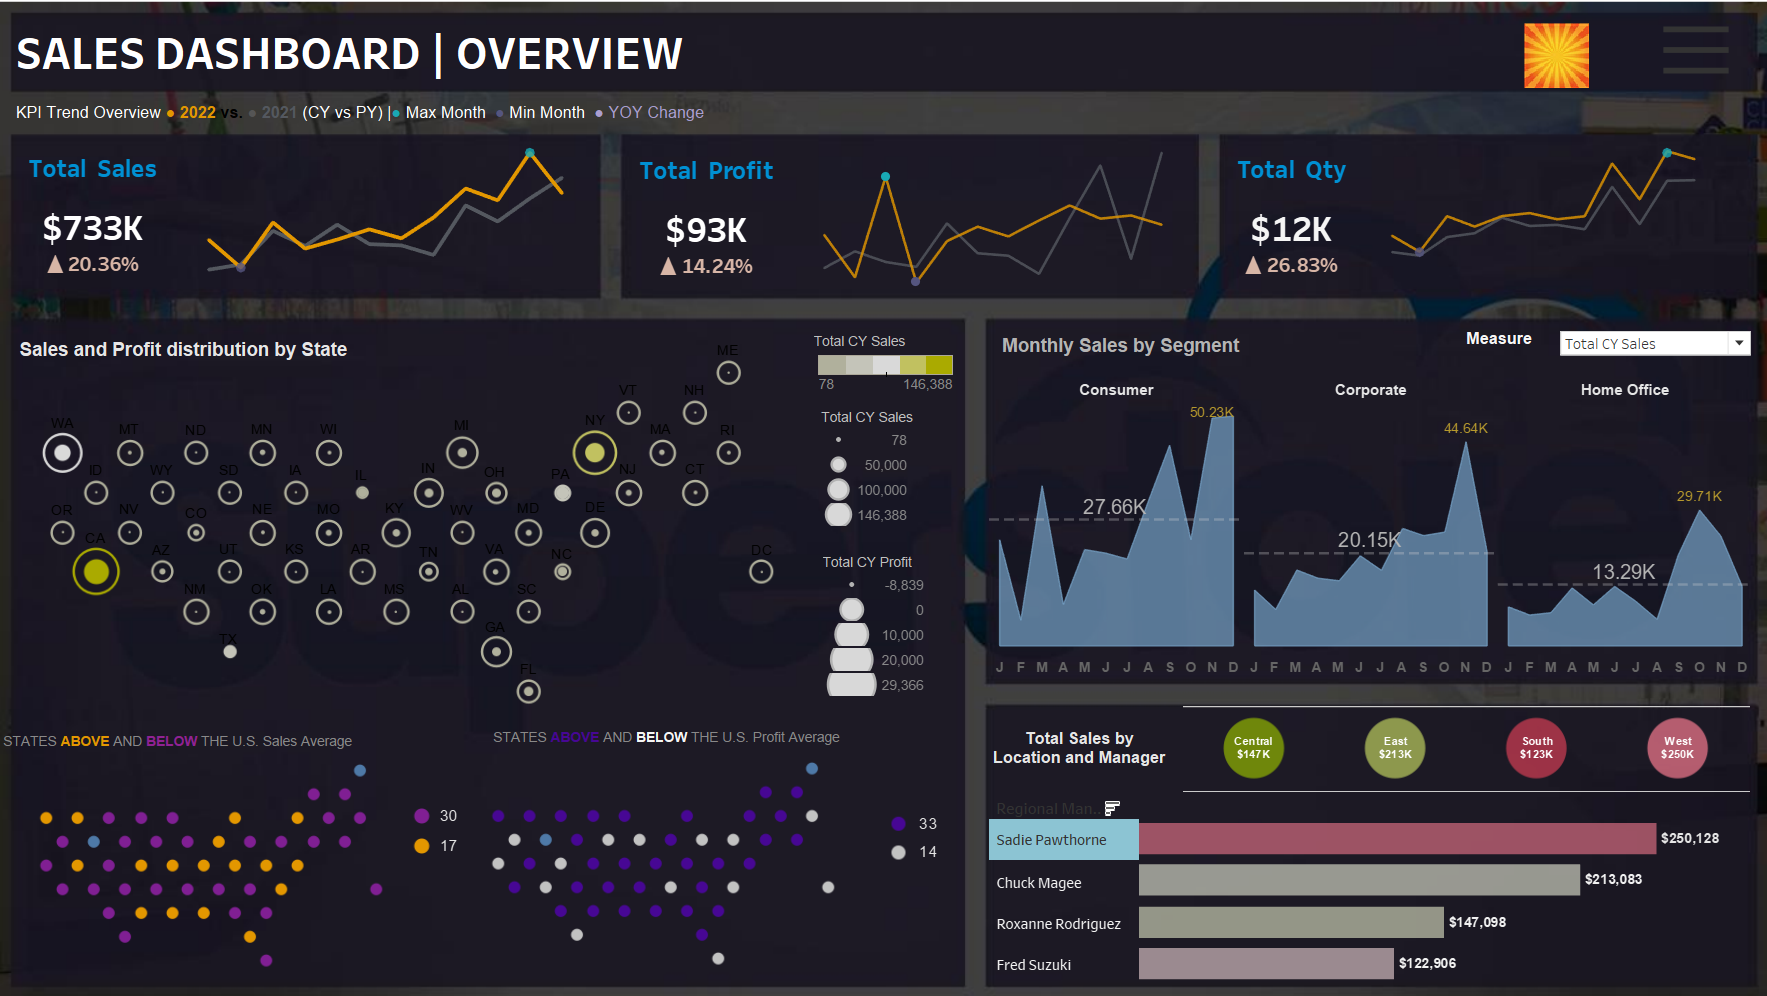 SALES DASHBOARD | OVERVIEW
KPI Trend Overview ● 2022 vs. ● 2021 (CY vs PY) |● Max Month ● Min Month ● YOY Change
Total Sales
$733K
▲ 20.36%
Total Profit
$93K
▲ 14.24%
Total Qty
$12K
▲ 26.83%
Sales and Profit distribution by State
ME
VT NH
WA MT ND MN WI MI NY MA RI
ID WY SD IA IL IN OH PA NJ CT
OR NV CO NE MO KY WV MD DE
CA AZ UT KS AR TN VA NC DC
NM OK LA MS AL SC
TX GA
FL
Total CY Sales
78 146,388
Total CY Sales
78
50,000
100,000
146,388
Total CY Profit
-8,839
0
10,000
20,000
29,366
STATES ABOVE AND BELOW THE U.S. Sales Average
30
17
STATES ABOVE AND BELOW THE U.S. Profit Average
33
14
Monthly Sales by Segment
Measure
Total CY Sales
Consumer Corporate Home Office
50.23K
44.64K
29.71K
27.66K
20.15K
13.29K
J F M A M J J A S O N D J F M A M J J A S O N D J F M A M J J A S O N D
Total Sales by
Location and Manager
Central
$147K
East
$213K
South
$123K
West
$250K
Regional Man..
Sadie Pawthorne $250,128
Chuck Magee $213,083
Roxanne Rodriguez $147,098
Fred Suzuki $122,906